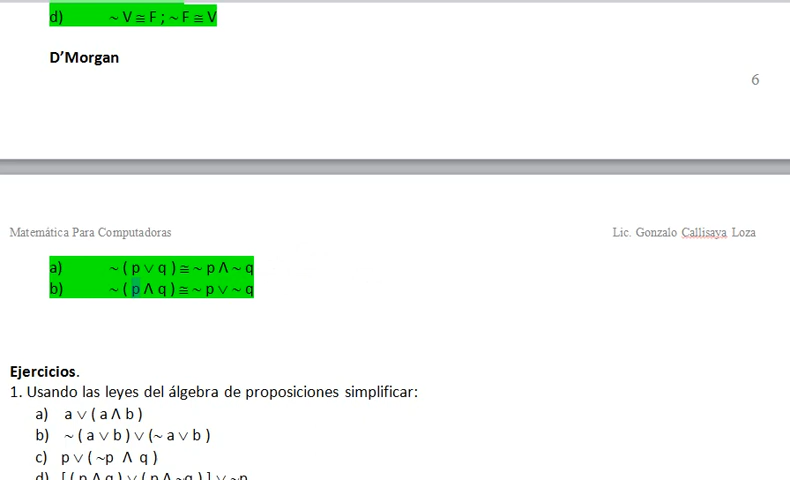 d) ~ V ≅ F ; ~ F ≅ V
D’Morgan
6
Matemática Para Computadoras Lic. Gonzalo Callisaya Loza
a) ~ ( p ∨ q ) ≅ ~ p Λ ~ q
b) ~ ( p Λ q ) ≅ ~ p ∨ ~ q
Ejercicios.
1. Usando las leyes del álgebra de proposiciones simplificar:
a) a ∨ ( a Λ b )
b) ~ ( a ∨ b ) ∨ (~ a ∨ b )
c) p ∨ ( ~p Λ q )
d) [ ( p Λ q ) ∨ ( p Λ ~q ) ] ∨ ~p